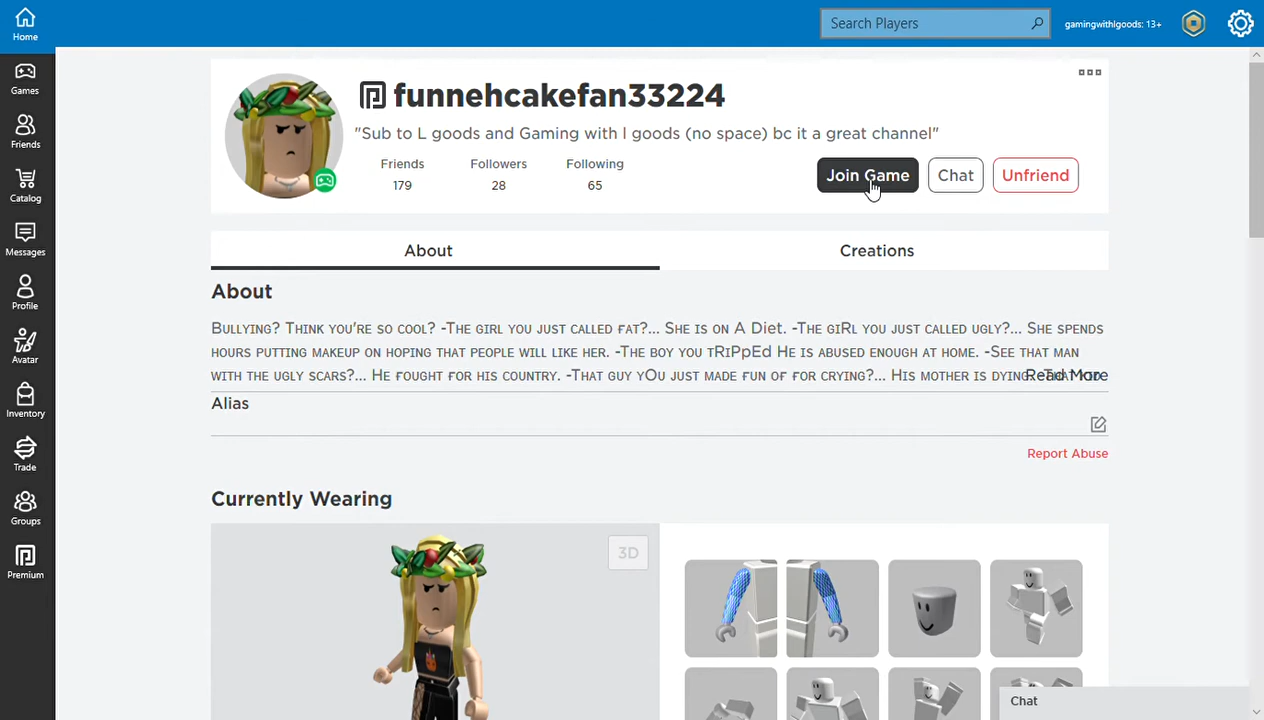 Home
Search Players
gamingwithlgoods: 13+
Games
Friends
Catalog
Messages
Profile
Avatar
Inventory
Trade
Groups
Premium
funnehcakefan33224
"Sub to L goods and Gaming with l goods (no space) bc it a great channel"
Friends
179
Followers
28
Following
65
Join Game
Chat
Unfriend
About
Creations
About
Bullying? Think you're so cool? -The girl you just called fat?... She is on A Diet. -The giRl you just called ugly?... She spends
hours putting makeup on hoping that people will like her. -The boy you tRiPpEd He is abused enough at home. -See that man
with the ugly scars?... He fought for his country. -That guy yOu just made fun of for crying?... His mother is dying. -That
Read More
Alias
Report Abuse
Currently Wearing
3D
Chat